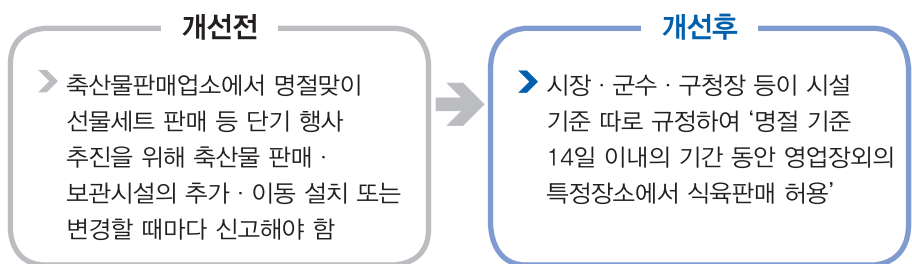 개선전
축산물판매업소에서 명절맞이
선물세트 판매 등 단기 행사
추진을 위해 축산물 판매 ·
보관시설의 추가 · 이동 설치 또는
변경할 때마다 신고해야 함
개선후
시장 · 군수 · 구청장 등이 시설
기준 따로 규정하여 ‘명절 기준
14일 이내의 기간 동안 영업장외의
특정장소에서 식육판매 허용’